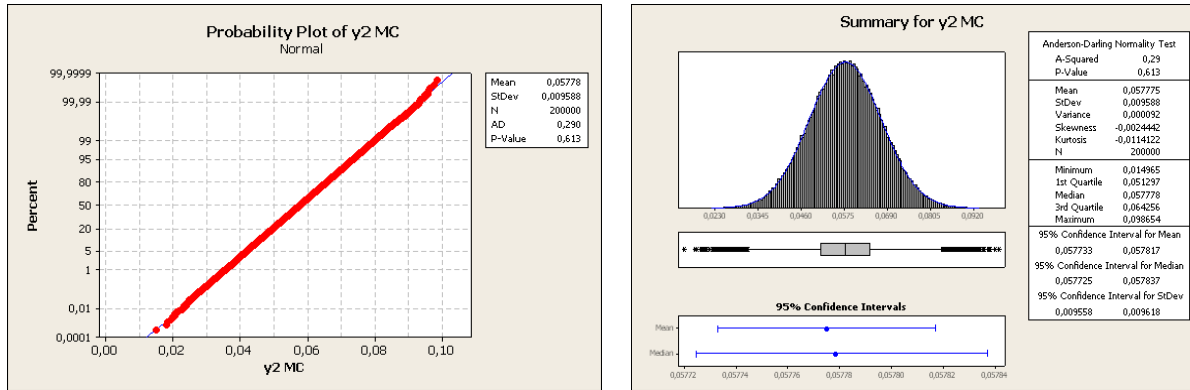 Probability Plot of y2 MC
Normal
99,9999
99,99
99
95
80
50
20
5
1
0,01
0,0001
Percent
0,00
0,02
0,04
0,06
0,08
0,10
y2 MC
Mean 0,05778
StDev 0,009588
N 200000
AD 0,290
P-Value 0,613
Summary for y2 MC
0,0230
0,0345
0,0460
0,0575
0,0690
0,0805
0,0920
95% Confidence Intervals
Mean
Median
0,05772
0,05774
0,05776
0,05778
0,05780
0,05782
0,05784
Anderson-Darling Normality Test
A-Squared 0,29
P-Value 0,613
Mean 0,057775
StDev 0,009588
Variance 0,000092
Skewness -0,0024442
Kurtosis -0,0114122
N 200000
Minimum 0,014965
1st Quartile 0,051297
Median 0,057778
3rd Quartile 0,064256
Maximum 0,098654
95% Confidence Interval for Mean
0,057733 0,057817
95% Confidence Interval for Median
0,057725 0,057837
95% Confidence Interval for StDev
0,009558 0,009618